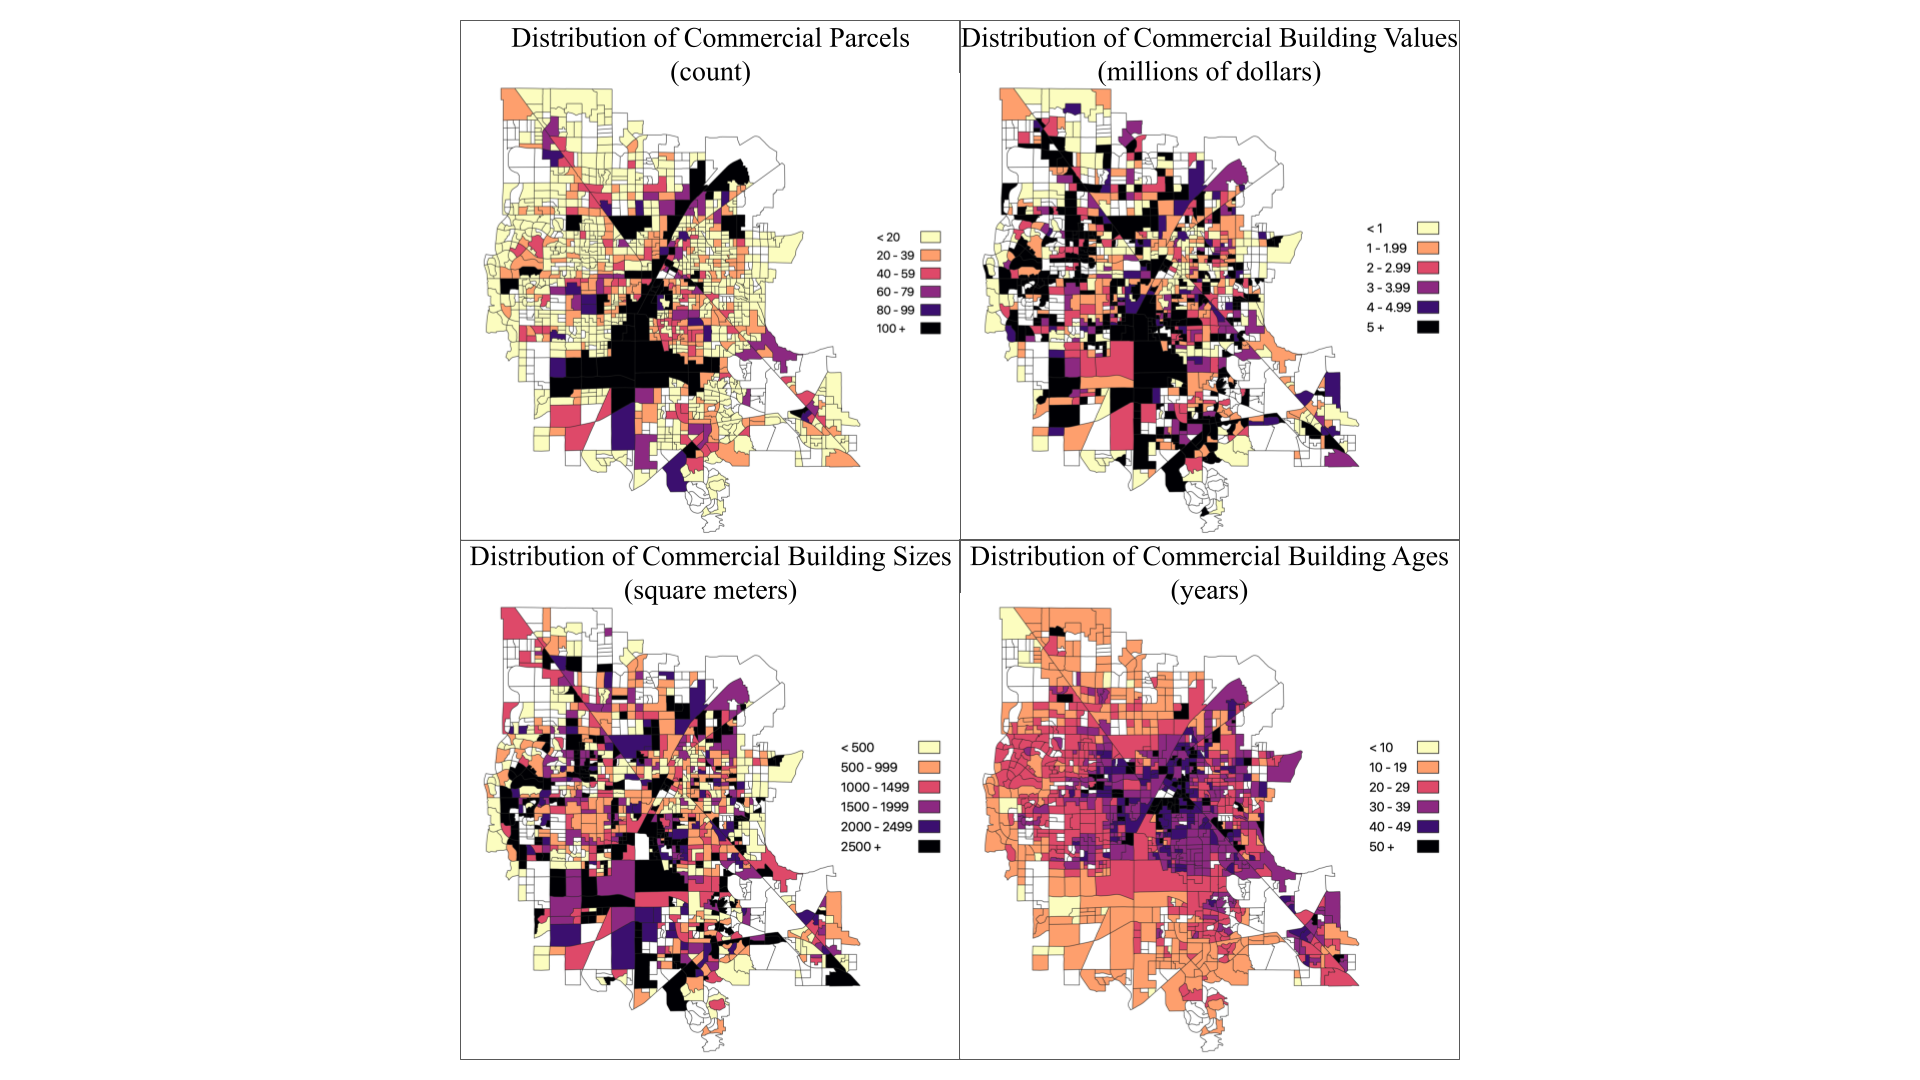 Distribution of Commercial Parcels
(count)
< 20
20 - 39
40 - 59
60 - 79
80 - 99
100 +
Distribution of Commercial Building Values
(millions of dollars)
< 1
1 - 1.99
2 - 2.99
3 - 3.99
4 - 4.99
5 +
Distribution of Commercial Building Sizes
(square meters)
< 500
500 - 999
1000 - 1499
1500 - 1999
2000 - 2499
2500 +
Distribution of Commercial Building Ages
(years)
< 10
10 - 19
20 - 29
30 - 39
40 - 49
50 +